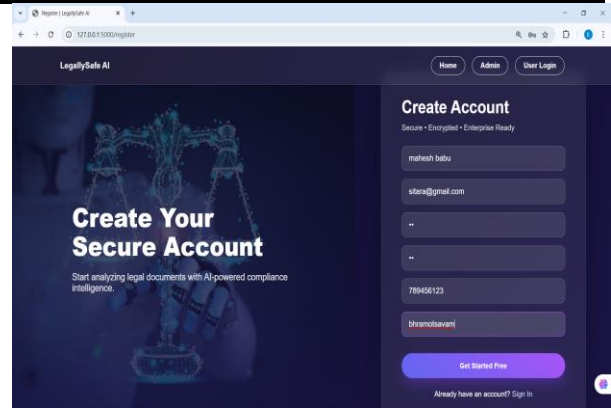 Register | LegallySafe AI
127.0.0.1:5000/register
LegallySafe AI
Home
Admin
User Login
Create Your
Secure Account
Start analyzing legal documents with AI-powered compliance
intelligence.
Create Account
Secure • Encrypted • Enterprise Ready
mahesh babu
sitara@gmail.com
••
••
789456123
bhramotsavam
Get Started Free
Already have an account? Sign In